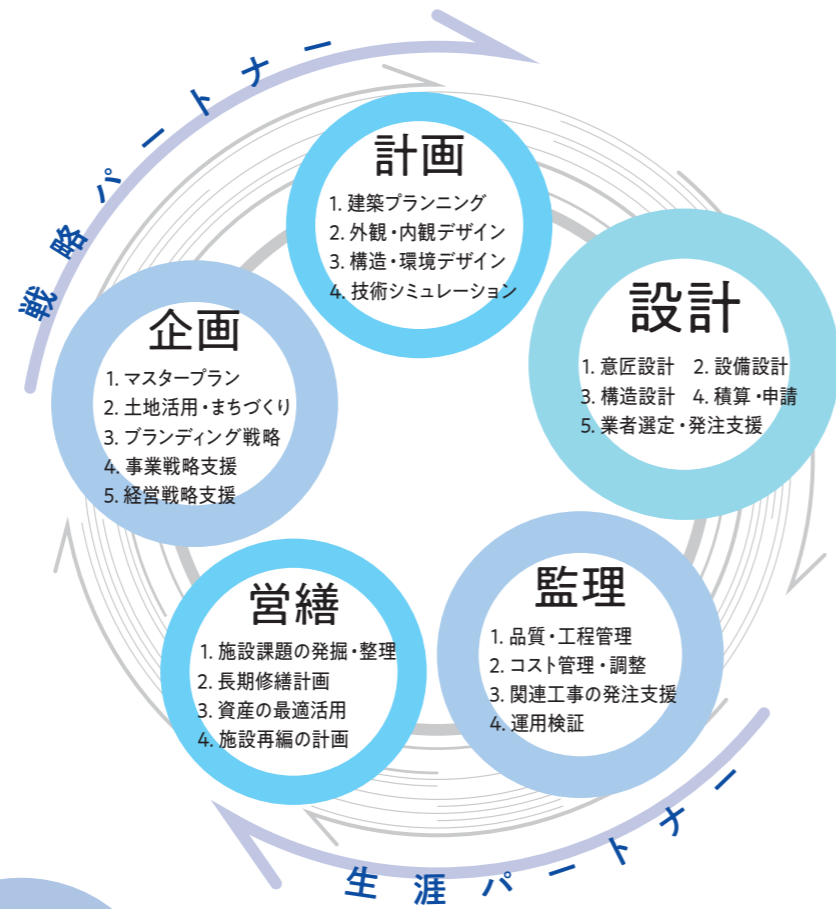 戦略パートナー
計画
1. 建築プランニング
2. 外観・内観デザイン
3. 構造・環境デザイン
4. 技術シミュレーション
設計
1. 意匠設計 2. 設備設計
3. 構造設計 4. 積算・申請
5. 業者選定・発注支援
企画
1. マスタープラン
2. 土地活用・まちづくり
3. ブランディング戦略
4. 事業戦略支援
5. 経営戦略支援
監理
1. 品質・工程管理
2. コスト管理・調整
3. 関連工事の発注支援
4. 運用検証
営繕
1. 施設課題の発掘・整理
2. 長期修繕計画
3. 資産の最適活用
4. 施設再編の計画
生涯パートナー